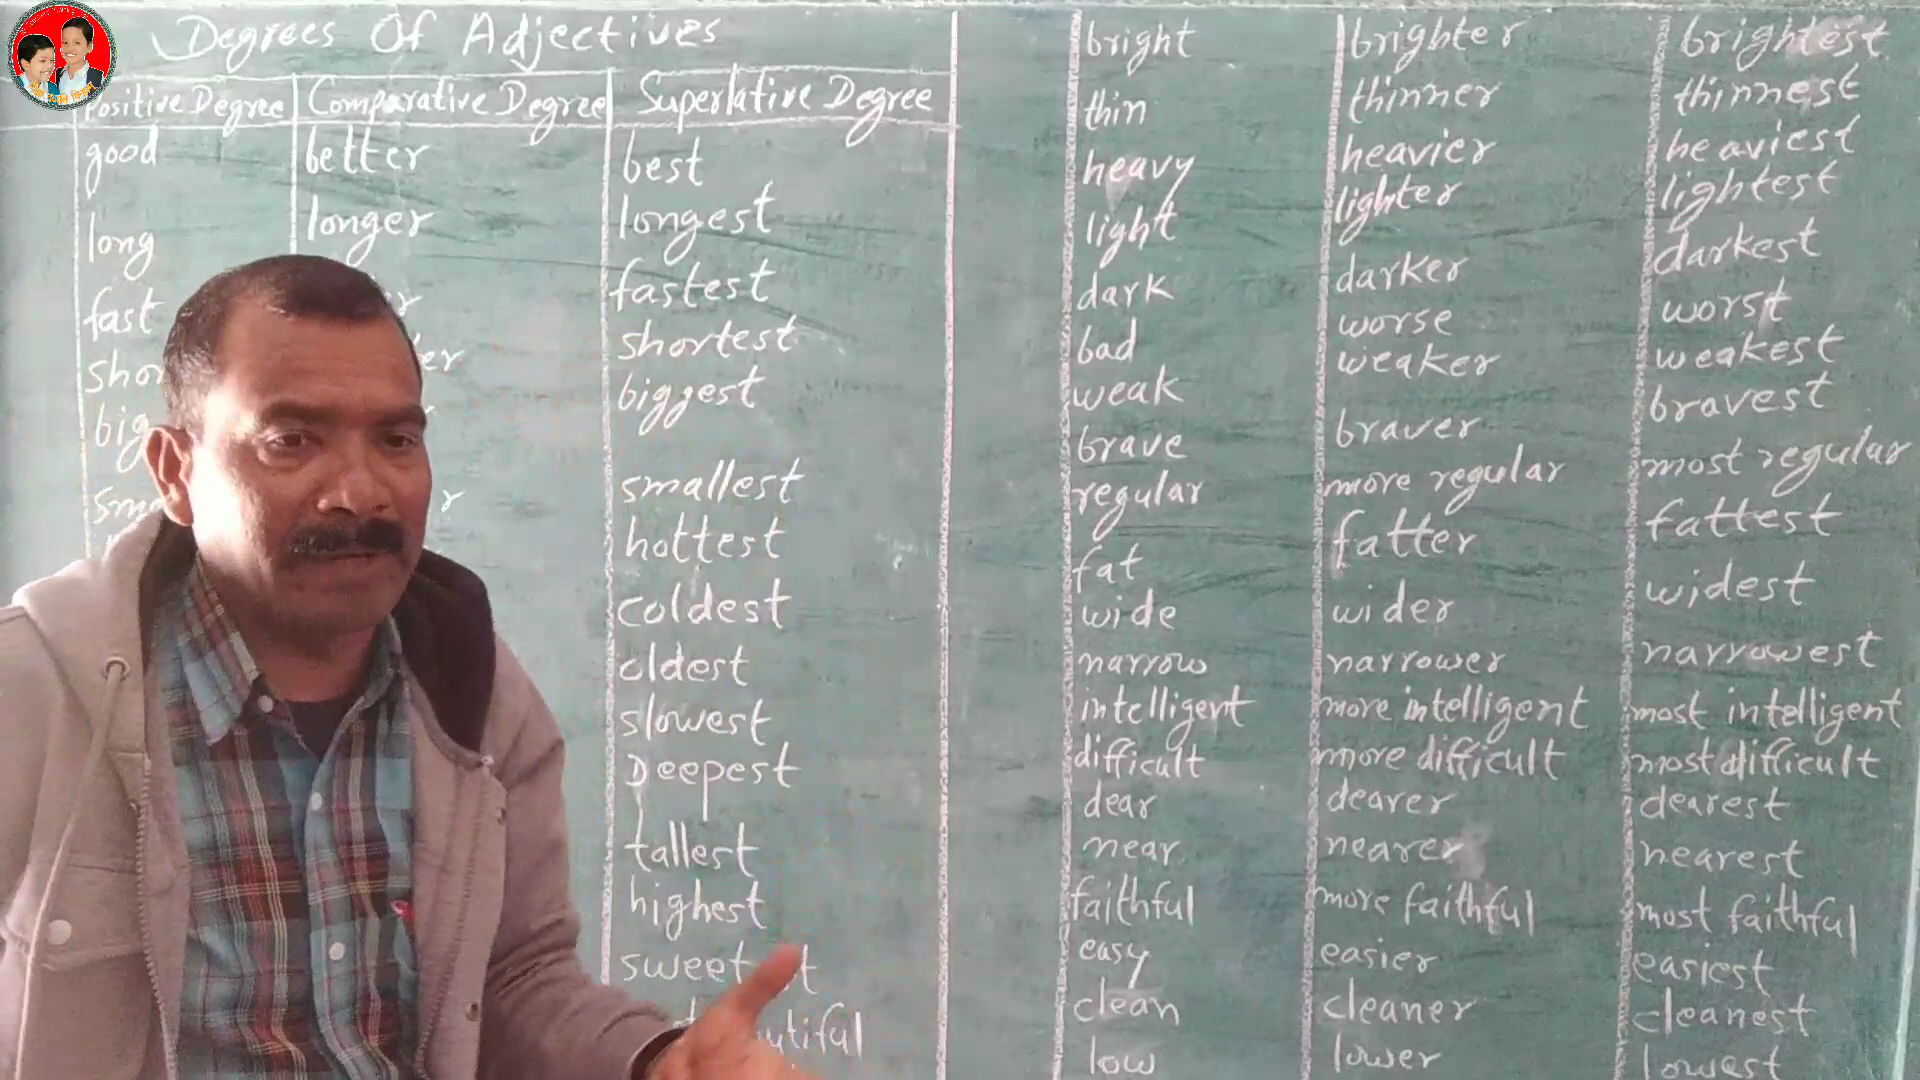 Degrees Of Adjectives
Positive Degree Comparative Degree Superlative Degree
good better best
long longer longest
fast fastest
shortest
big biggest
smallest
hottest
coldest
oldest
slowest
Deepest
tallest
highest
bright brighter brightest
thin thinner thinnest
heavy heavier heaviest
light lighter lightest
dark darker darkest
bad worse worst
weak weaker weakest
brave braver bravest
regular more regular most regular
fat fatter fattest
wide wider widest
narrow narrower narrowest
intelligent more intelligent most intelligent
difficult more difficult most difficult
dear dearer dearest
near nearer nearest
faithful more faithful most faithful
easy easier easiest
clean cleaner cleanest
low lower lowest